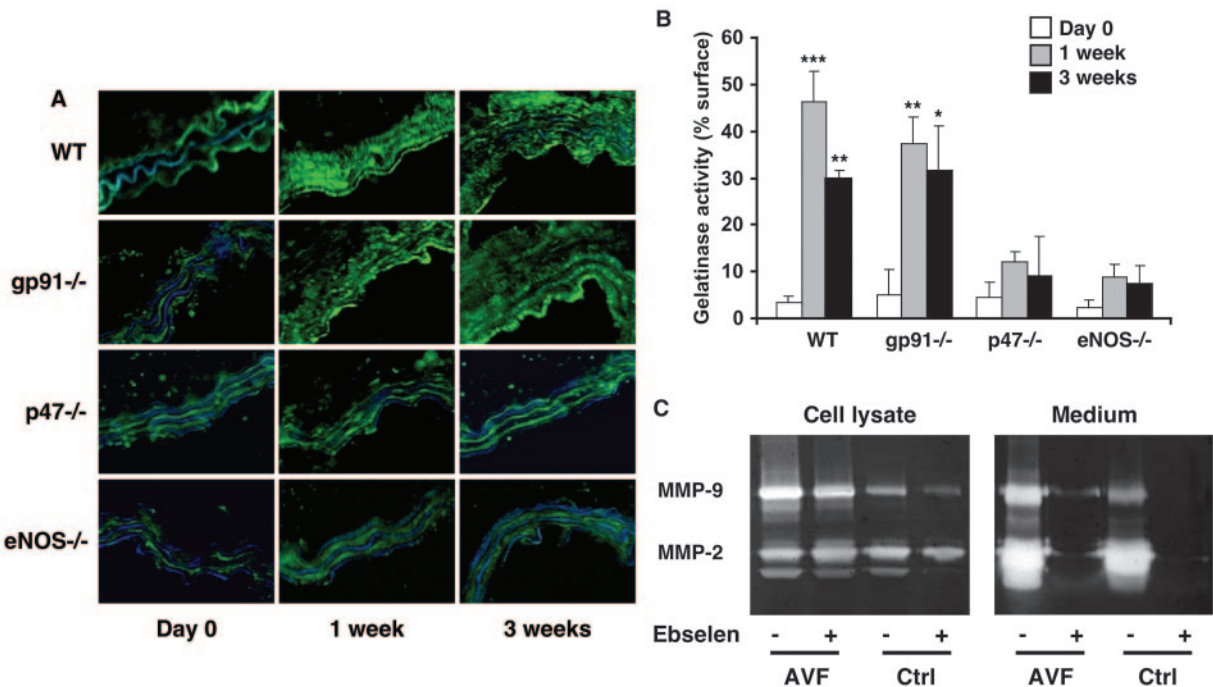 A
WT
gp91-/-
p47-/-
eNOS-/-
Day 0 1 week 3 weeks
B
Day 0
1 week
3 weeks
Gelatinase activity (% surface)
60
50
40
30
20
10
0
***
**
**
*
WT gp91-/- p47-/- eNOS-/-
C
Cell lysate Medium
MMP-9
MMP-2
Ebselen - + - + - + - +
AVF Ctrl AVF Ctrl